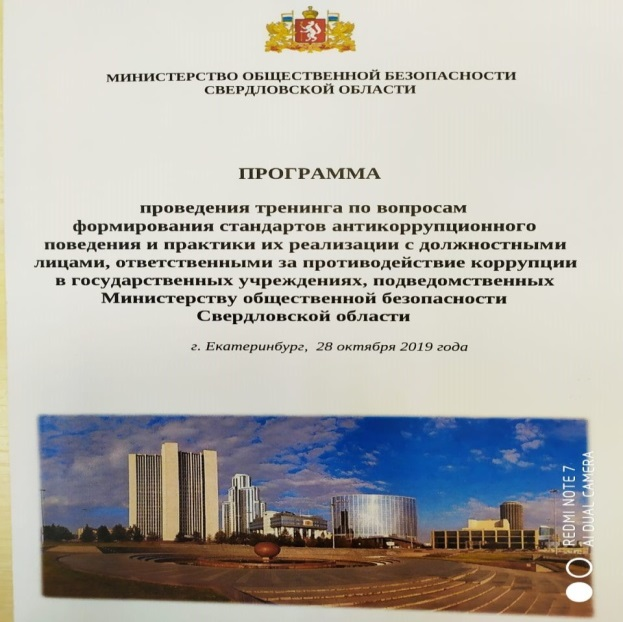 МИНИСТЕРСТВО ОБЩЕСТВЕННОЙ БЕЗОПАСНОСТИ
СВЕРДЛОВСКОЙ ОБЛАСТИ
ПРОГРАММА
проведения тренинга по вопросам
формирования стандартов антикоррупционного
поведения и практики их реализации с должностными
лицами, ответственными за противодействие коррупции
в государственных учреждениях, подведомственных
Министерству общественной безопасности
Свердловской области
г. Екатеринбург, 28 октября 2019 года
REDMI NOTE 7
AI DUAL CAMERA